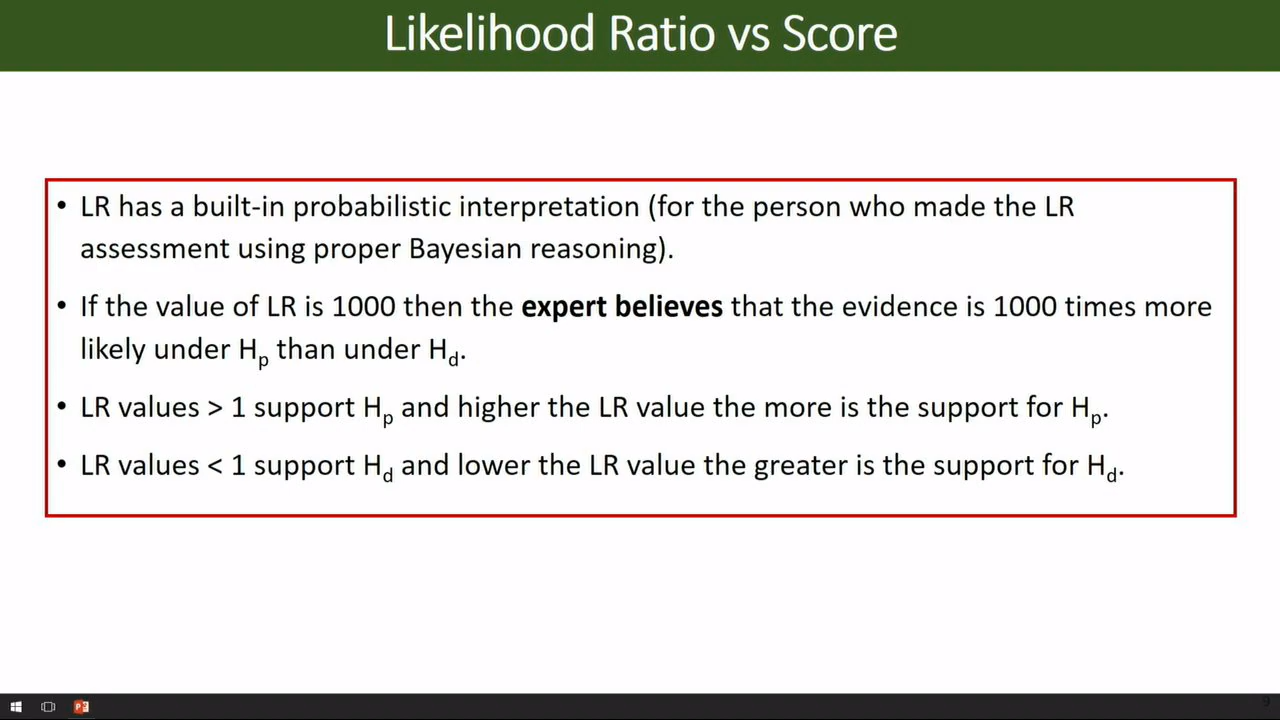 Likelihood Ratio vs Score
• LR has a built-in probabilistic interpretation (for the person who made the LR
assessment using proper Bayesian reasoning).
• If the value of LR is 1000 then the expert believes that the evidence is 1000 times more
likely under Hp than under Hd.
• LR values > 1 support Hp and higher the LR value the more is the support for Hp.
• LR values < 1 support Hd and lower the LR value the greater is the support for Hd.
9